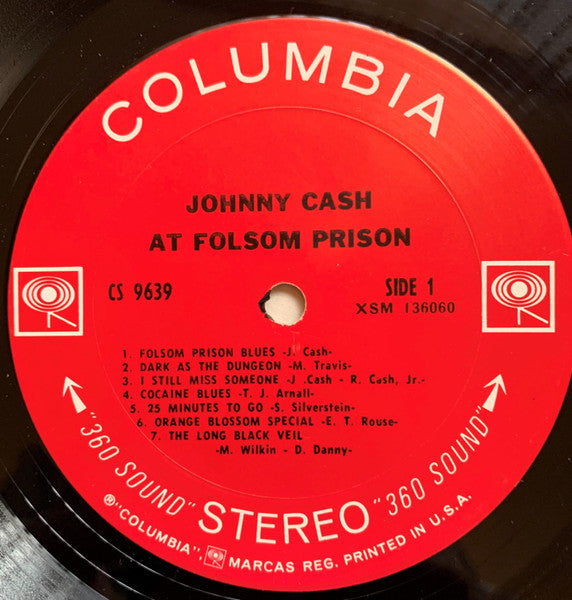 COLUMBIA
JOHNNY CASH
AT FOLSOM PRISON
CS 9639
SIDE 1
XSM 136060
1. FOLSOM PRISON BLUES -J. Cash-
2. DARK AS THE DUNGEON -M. Travis-
3. I STILL MISS SOMEONE -J .Cash - R. Cash, Jr.-
4. COCAINE BLUES -T. J. Arnall-
5. 25 MINUTES TO GO -S. Silverstein-
6. ORANGE BLOSSOM SPECIAL -E. T. Rouse-
7. THE LONG BLACK VEIL
-M. Wilkin - D. Danny-
"360 SOUND" STEREO "360 SOUND"
®"COLUMBIA", MARCAS REG. PRINTED IN U.S.A.